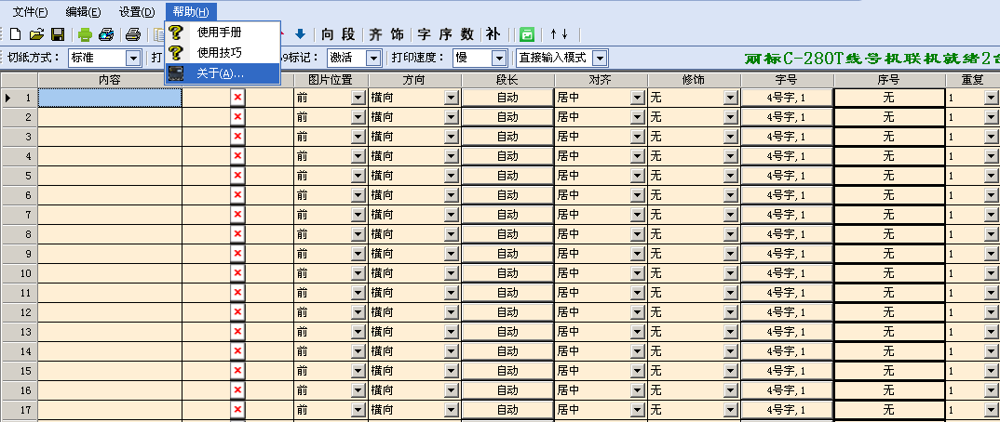 文件(F) 编辑(E) 设置(D) 帮助(H)
使用手册
使用技巧
关于(A)...
向 段 齐 饰 字 序 数 补
切纸方式： 标准 打 9标记： 激活 打印速度： 慢 直接输入模式 丽标C-280T线号机联机就绪2台
内容 图片位置 方向 段长 对齐 修饰 字号 序号 重复
1 前 横向 自动 居中 无 4号字,1 无 1
2 前 横向 自动 居中 无 4号字,1 无 1
3 前 横向 自动 居中 无 4号字,1 无 1
4 前 横向 自动 居中 无 4号字,1 无 1
5 前 横向 自动 居中 无 4号字,1 无 1
6 前 横向 自动 居中 无 4号字,1 无 1
7 前 横向 自动 居中 无 4号字,1 无 1
8 前 横向 自动 居中 无 4号字,1 无 1
9 前 横向 自动 居中 无 4号字,1 无 1
10 前 横向 自动 居中 无 4号字,1 无 1
11 前 横向 自动 居中 无 4号字,1 无 1
12 前 横向 自动 居中 无 4号字,1 无 1
13 前 横向 自动 居中 无 4号字,1 无 1
14 前 横向 自动 居中 无 4号字,1 无 1
15 前 横向 自动 居中 无 4号字,1 无 1
16 前 横向 自动 居中 无 4号字,1 无 1
17 前 横向 自动 居中 无 4号字,1 无 1